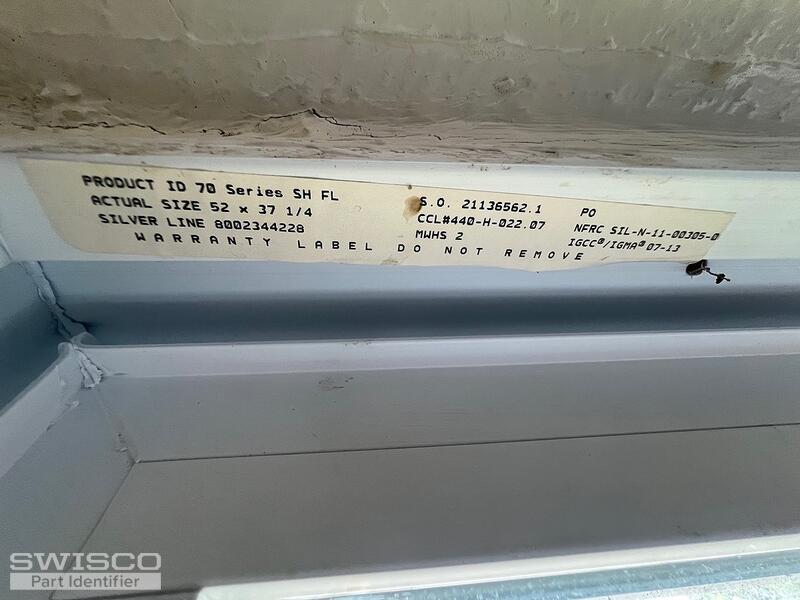 PRODUCT ID 70 Series SH FL
ACTUAL SIZE 52 x 37 1/4
SILVER LINE 8002344228
S.O. 21136562.1
CCL#440-H-022.07
MWHS 2
PO
NFRC SIL-N-11-00305-0
IGCC®/IGMA® 07-13
WARRANTY LABEL DO NOT REMOVE
SWISCO
Part Identifier